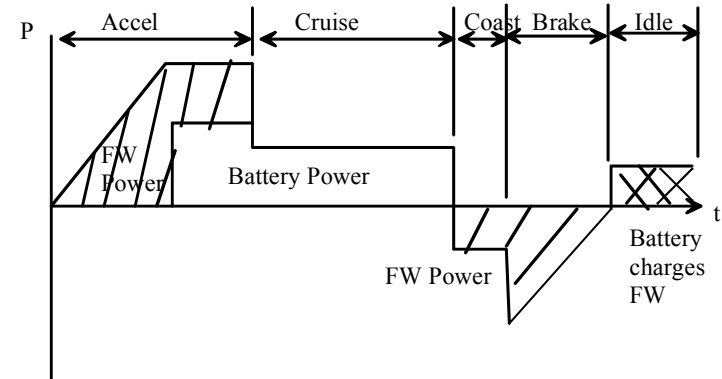 P
Accel
Cruise
Coast
Brake
Idle
FW
Power
Battery Power
t
FW Power
Battery
charges
FW